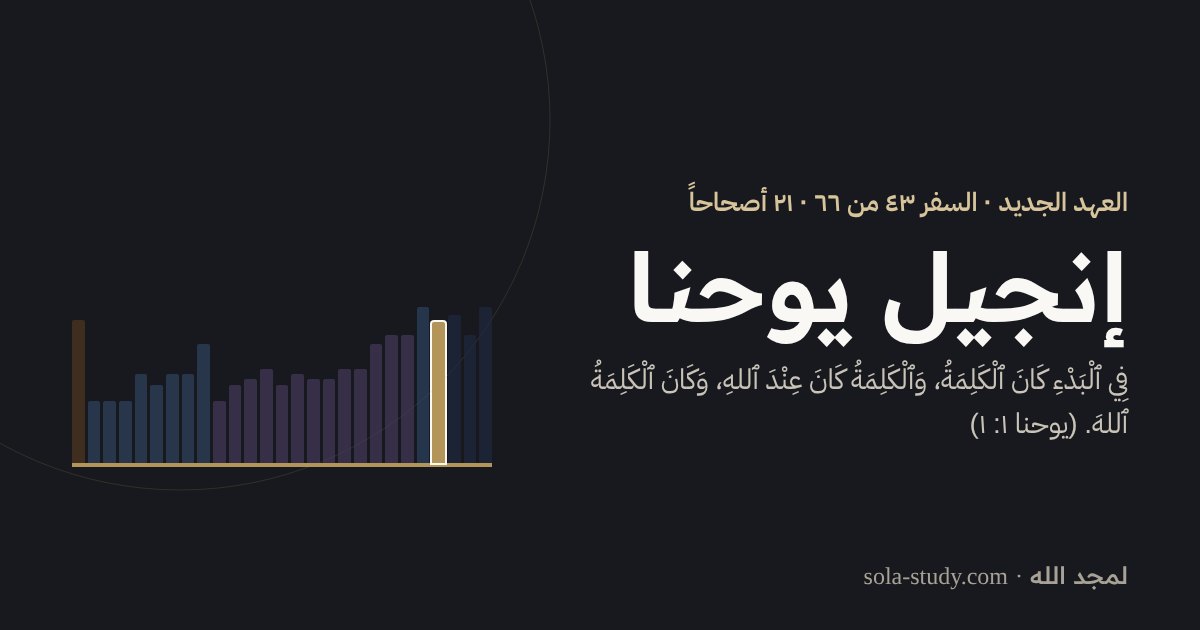 العهد الجديد · السفر ٤٣ من ٦٦ · ٢١ أصحاحاً
إنجيل يوحنا
فِي ٱلْبَدْءِ كَانَ ٱلْكَلِمَةُ، وَٱلْكَلِمَةُ كَانَ عِنْدَ ٱللهِ، وَكَانَ ٱلْكَلِمَةُ
ٱللهَ. (يوحنا ١: ١)
لمجد الله · sola-study.com